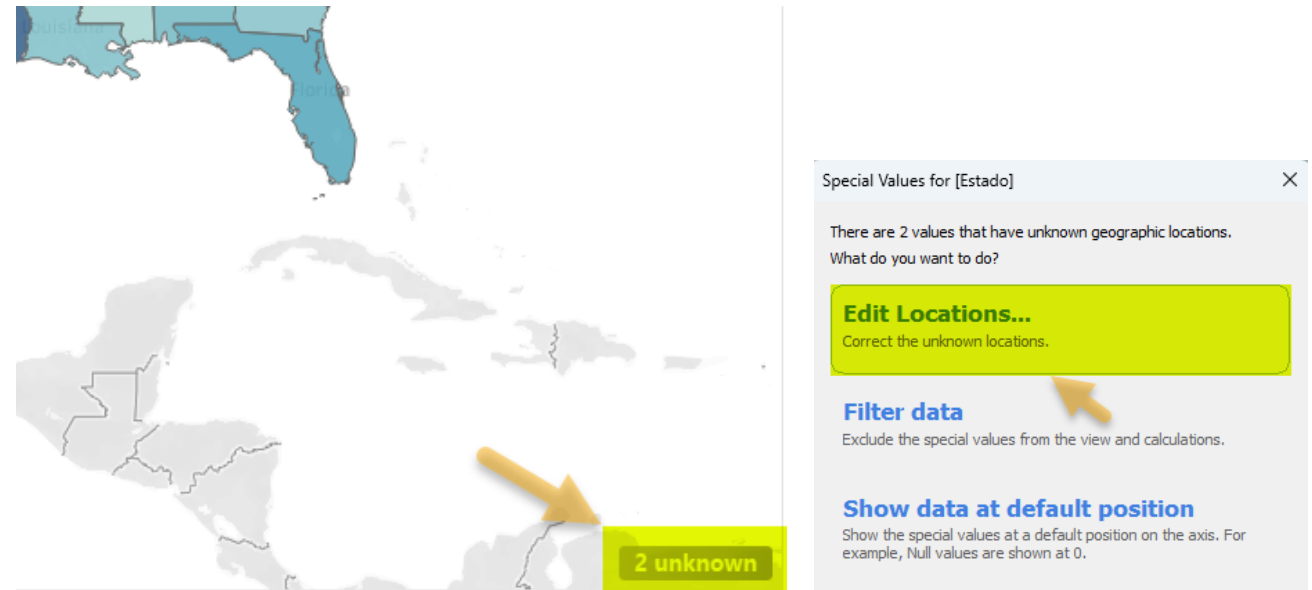 Louisiana
Florida
2 unknown
Special Values for [Estado]
There are 2 values that have unknown geographic locations.
What do you want to do?
Edit Locations...
Correct the unknown locations.
Filter data
Exclude the special values from the view and calculations.
Show data at default position
Show the special values at a default position on the axis. For
example, Null values are shown at 0.